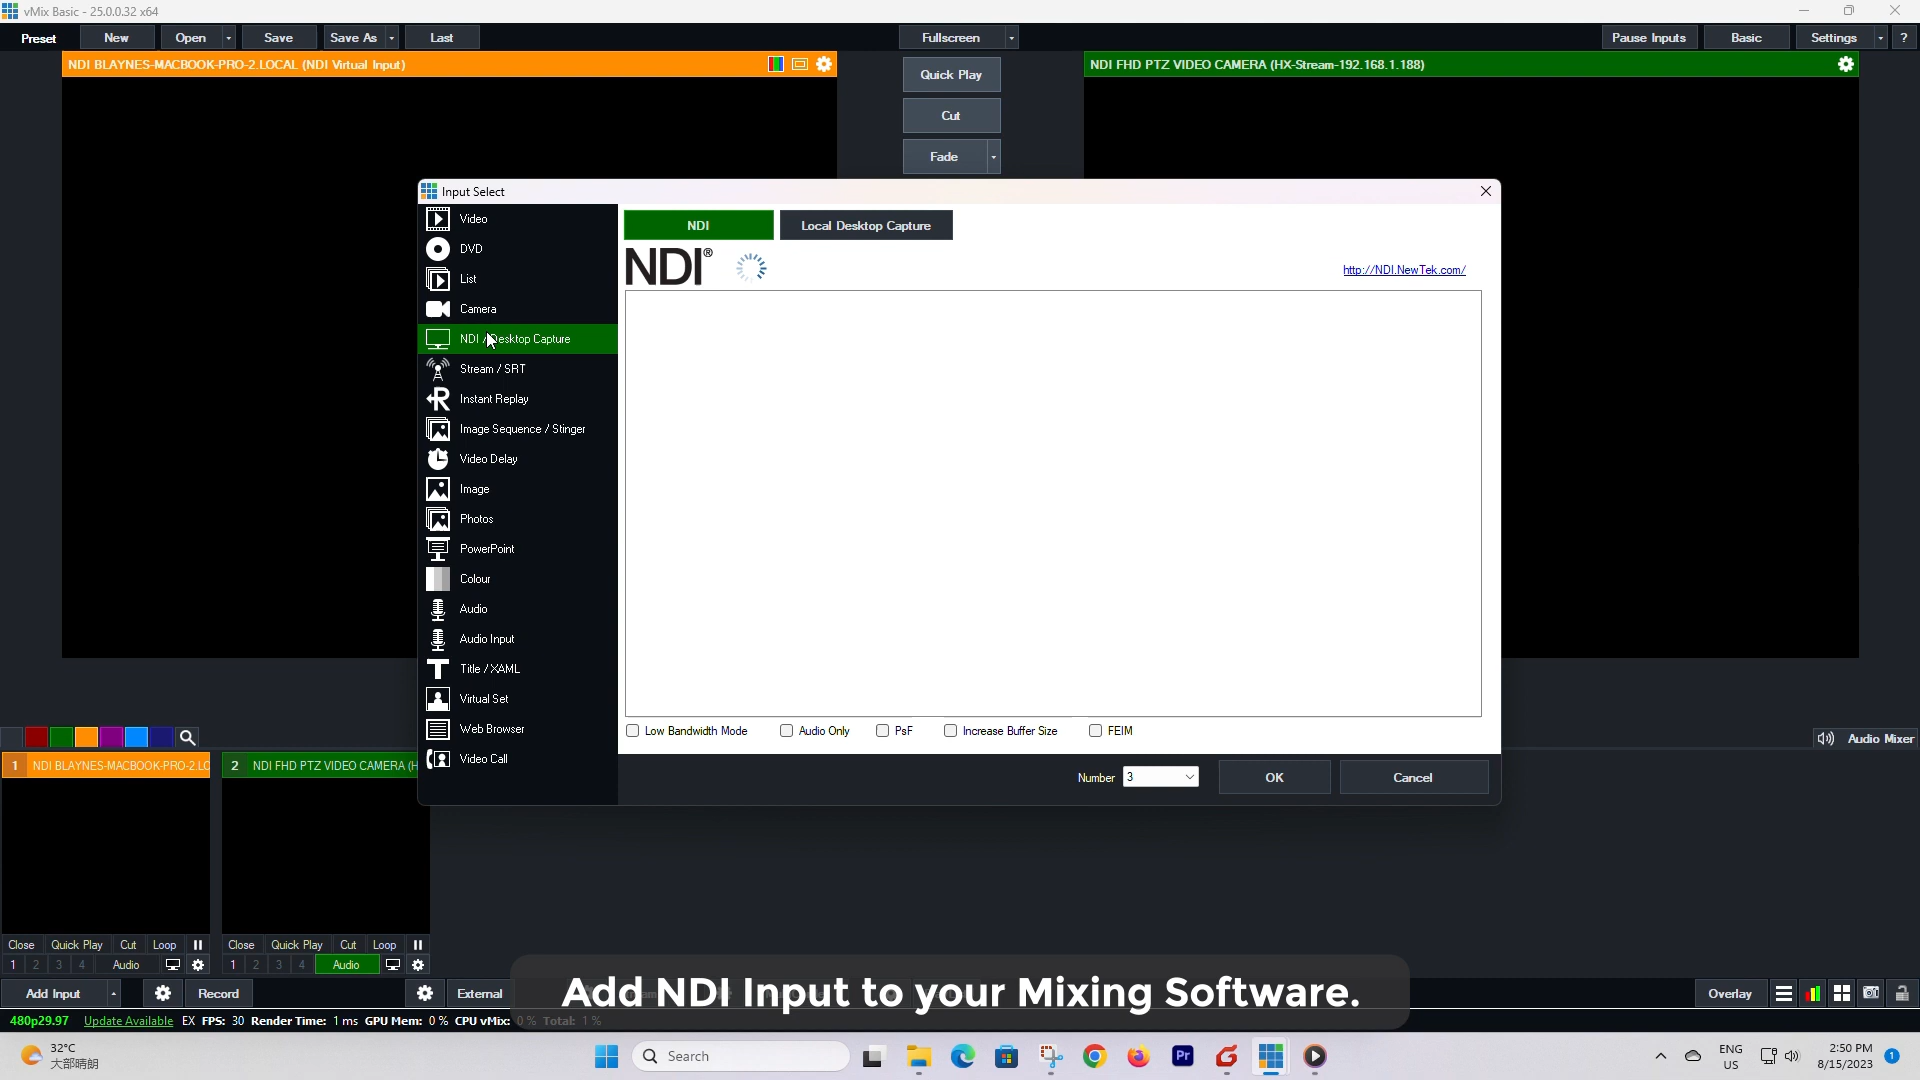 vMix Basic - 25.0.0.32 x64
Preset New Open Save Save As Last Fullscreen Pause Inputs Basic Settings ?
NDI BLAYNES-MACBOOK-PRO-2.LOCAL (NDI Virtual Input)
Quick Play
Cut
Fade
NDI FHD PTZ VIDEO CAMERA (HX-Stream-192.168.1.188)
Input Select
Video
DVD
List
Camera
NDI / Desktop Capture
Stream / SRT
Instant Replay
Image Sequence / Stinger
Video Delay
Image
Photos
PowerPoint
Colour
Audio
Audio Input
Title / XAML
Virtual Set
Web Browser
Video Call
NDI Local Desktop Capture
NDI®
http://NDI.NewTek.com/
Low Bandwidth Mode Audio Only PsF Increase Buffer Size FEIM
Number 3 OK Cancel
Audio Mixer
1 NDI BLAYNES-MACBOOK-PRO-2.LO
2 NDI FHD PTZ VIDEO CAMERA (H
Close Quick Play Cut Loop
1 2 3 4 Audio
Close Quick Play Cut Loop
1 2 3 4 Audio
Add Input Record External
Overlay
Add NDI Input to your Mixing Software.
480p29.97 Update Available EX FPS: 30 Render Time: 1 ms GPU Mem: 0 % CPU vMix: 0 % Total: 1 %
32°C
大部晴朗
Search
Pr
ENG
US
2:50 PM
8/15/2023
1